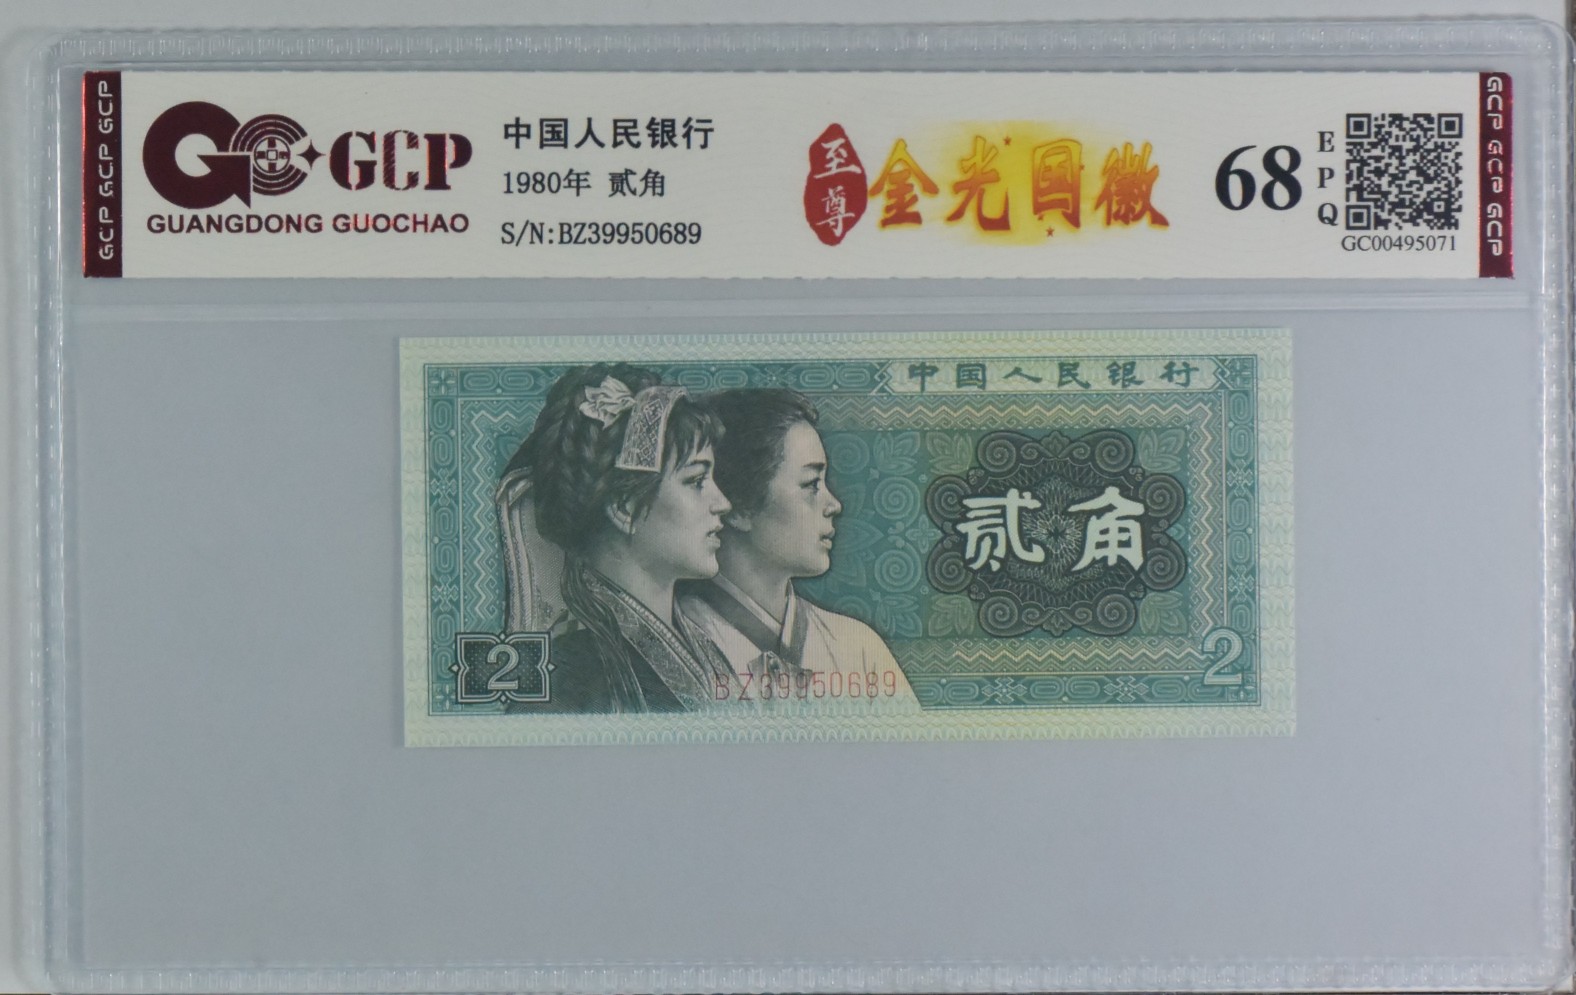 GCP GCP GCP
GCP
GUANGDONG GUOCHAO
中国人民银行
1980年 贰角
S/N:BZ39950689
至尊
金光国徽
68
EPQ
GC00495071
GCP GCP GCP
中国人民银行
贰角
2
2
BZ39950689